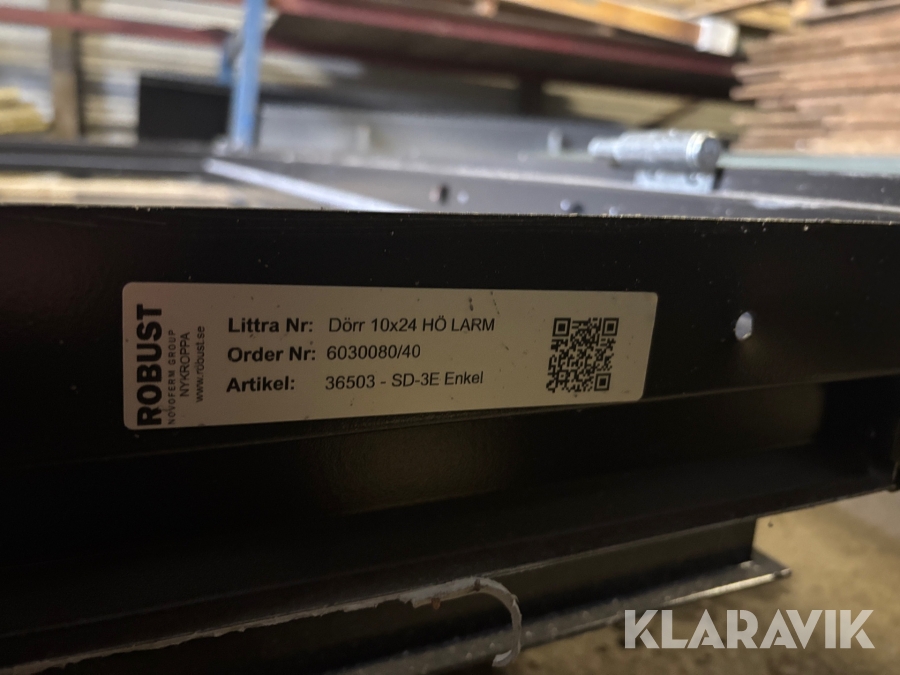 ROBUST
NOVOFERM GROUP
NYKROPPA
www.robust.se
Littra Nr: Dörr 10x24 HÖ LARM
Order Nr: 6030080/40
Artikel: 36503 - SD-3E Enkel
KLARAVIK